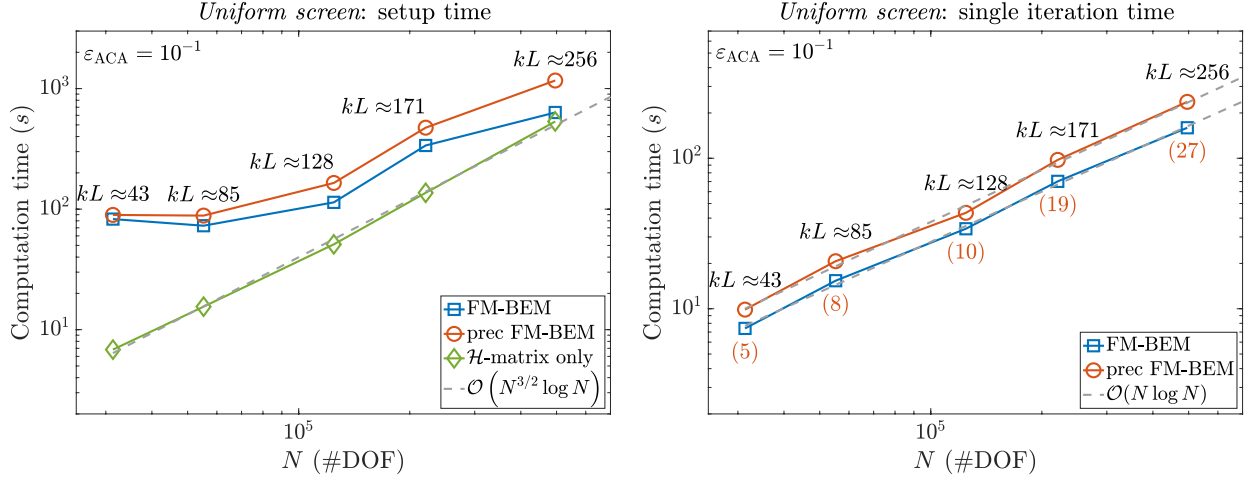 Uniform screen: setup time
ε_ACA = 10^-1
kL ≈256
kL ≈171
kL ≈128
kL ≈43
kL ≈85
10^3
10^2
10^1
Computation time (s)
FM-BEM
prec FM-BEM
ℋ-matrix only
𝒪 (N^{3/2} log N)
10^5
N (#DOF)
Uniform screen: single iteration time
ε_ACA = 10^-1
kL ≈256
kL ≈171
kL ≈128
kL ≈85
kL ≈43
(27)
(19)
(10)
(8)
(5)
10^2
10^1
Computation time (s)
FM-BEM
prec FM-BEM
𝒪(N log N)
10^5
N (#DOF)